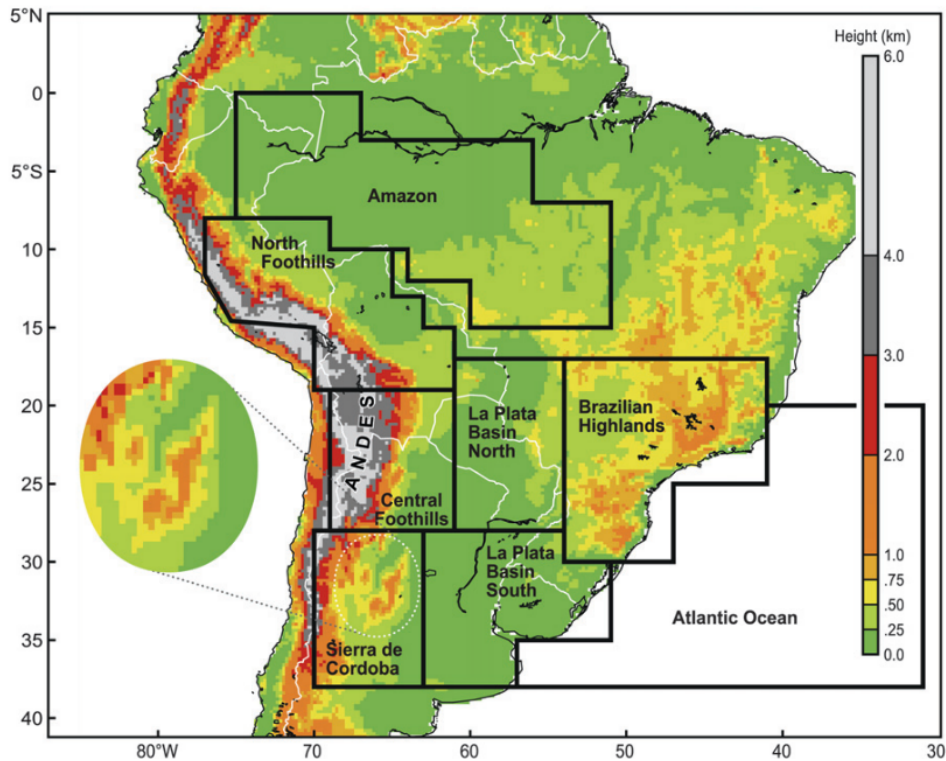 5°N
0
5°S
10
15
20
25
30
35
40
80°W
70
60
50
40
30
Height (km)
6.0
4.0
3.0
2.0
1.0
.75
.50
.25
0.0
Amazon
North
Foothills
ANDES
La Plata
Basin
North
Brazilian
Highlands
Central
Foothills
La Plata
Basin
South
Sierra de
Cordoba
Atlantic Ocean